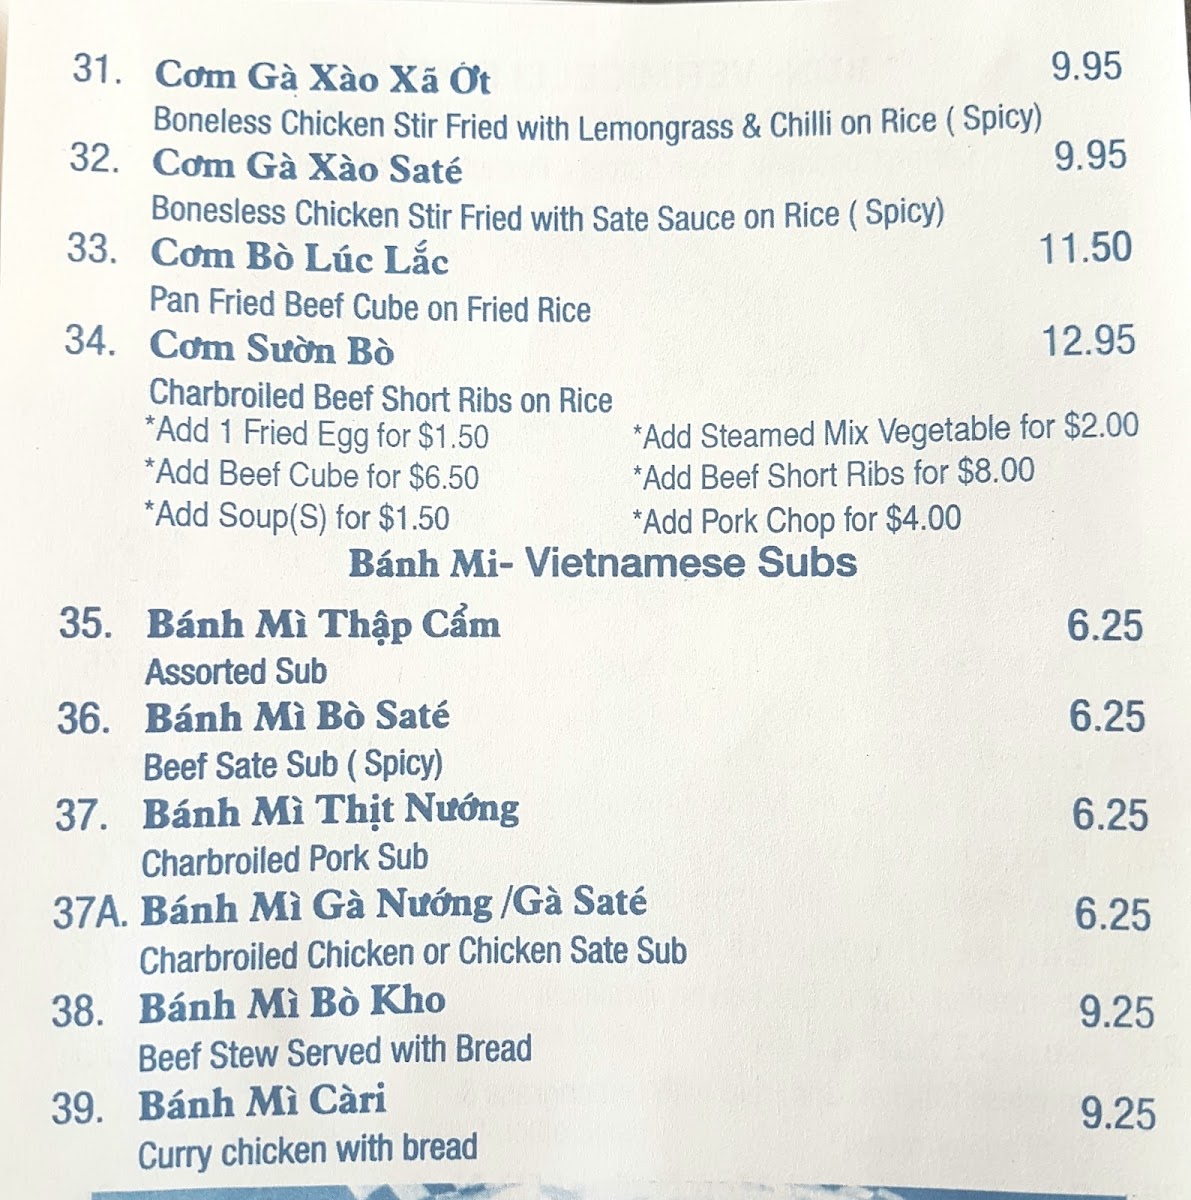 31. Cơm Gà Xào Xã Ớt 9.95
Boneless Chicken Stir Fried with Lemongrass & Chilli on Rice ( Spicy)
32. Cơm Gà Xào Saté 9.95
Bonesless Chicken Stir Fried with Sate Sauce on Rice ( Spicy)
33. Cơm Bò Lúc Lắc 11.50
Pan Fried Beef Cube on Fried Rice
34. Cơm Sườn Bò 12.95
Charbroiled Beef Short Ribs on Rice
*Add 1 Fried Egg for $1.50 *Add Steamed Mix Vegetable for $2.00
*Add Beef Cube for $6.50 *Add Beef Short Ribs for $8.00
*Add Soup(S) for $1.50 *Add Pork Chop for $4.00
Bánh Mi- Vietnamese Subs
35. Bánh Mì Thập Cẩm 6.25
Assorted Sub
36. Bánh Mì Bò Saté 6.25
Beef Sate Sub ( Spicy)
37. Bánh Mì Thịt Nướng 6.25
Charbroiled Pork Sub
37A. Bánh Mì Gà Nướng /Gà Saté 6.25
Charbroiled Chicken or Chicken Sate Sub
38. Bánh Mì Bò Kho 9.25
Beef Stew Served with Bread
39. Bánh Mì Càri 9.25
Curry chicken with bread